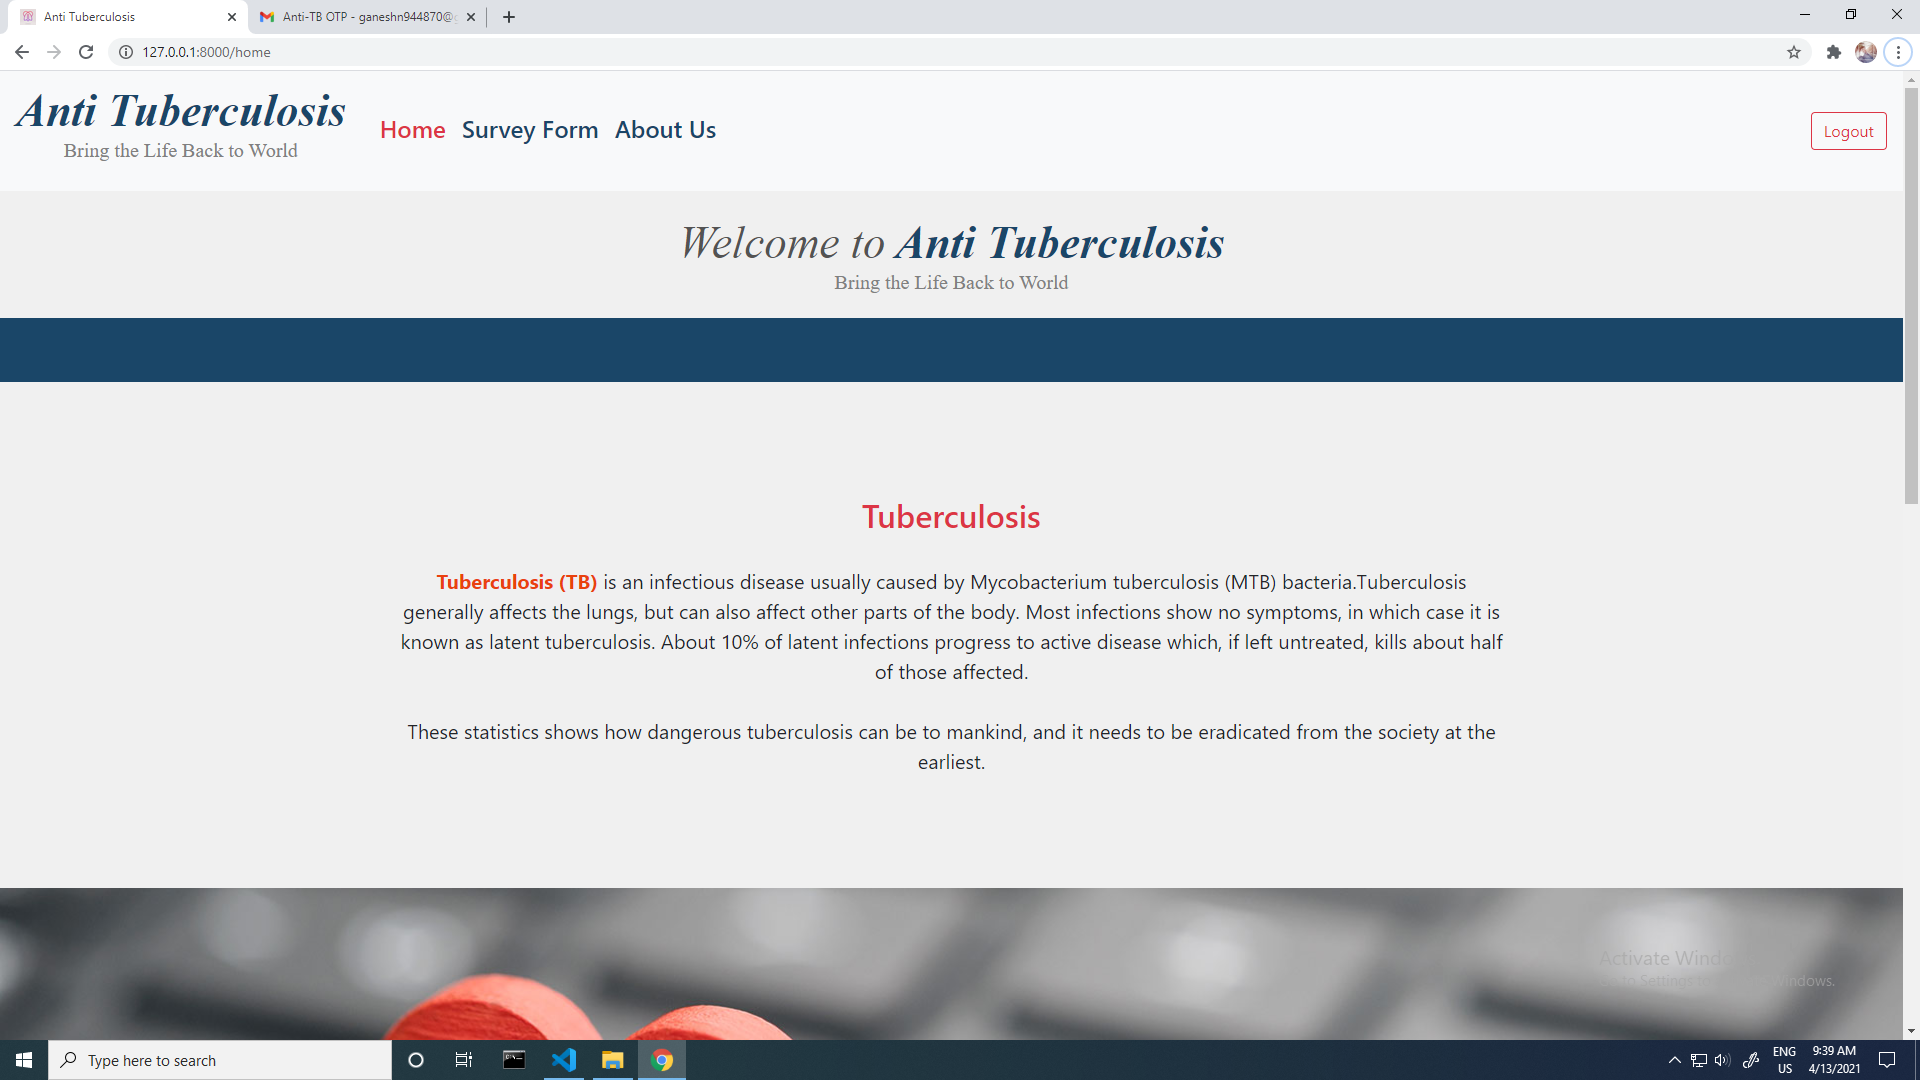 Anti Tuberculosis
Anti-TB OTP - ganeshn944870@
127.0.0.1:8000/home
Anti Tuberculosis
Bring the Life Back to World
Home Survey Form About Us
Logout
Welcome to Anti Tuberculosis
Bring the Life Back to World
Tuberculosis
Tuberculosis (TB) is an infectious disease usually caused by Mycobacterium tuberculosis (MTB) bacteria.Tuberculosis
generally affects the lungs, but can also affect other parts of the body. Most infections show no symptoms, in which case it is
known as latent tuberculosis. About 10% of latent infections progress to active disease which, if left untreated, kills about half
of those affected.
These statistics shows how dangerous tuberculosis can be to mankind, and it needs to be eradicated from the society at the
earliest.
Activate
Settings
Type here to search
ENG
US
9:39 AM
4/13/2021